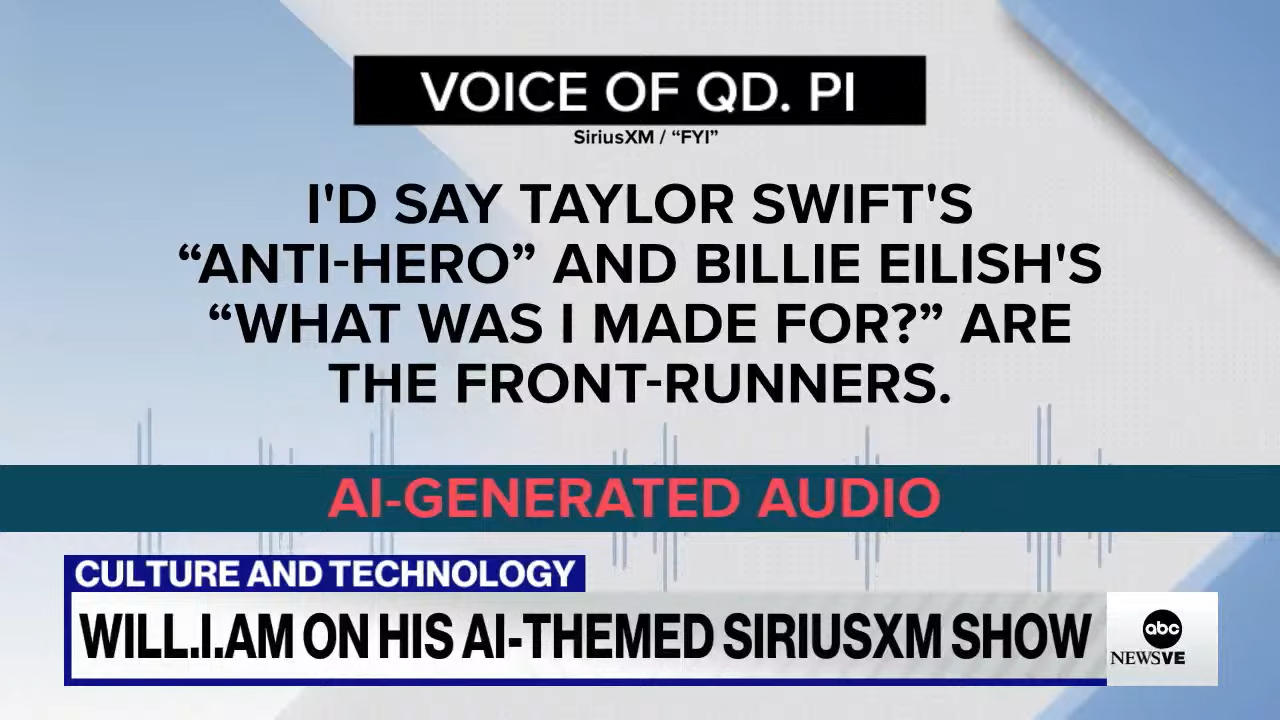 VOICE OF QD. PI
SiriusXM / “FYI”
I'D SAY TAYLOR SWIFT'S
“ANTI-HERO” AND BILLIE EILISH'S
“WHAT WAS I MADE FOR?” ARE
THE FRONT-RUNNERS.
AI-GENERATED AUDIO
CULTURE AND TECHNOLOGY
WILL.I.AM ON HIS AI-THEMED SIRIUSXM SHOW
abc
NEWSVE